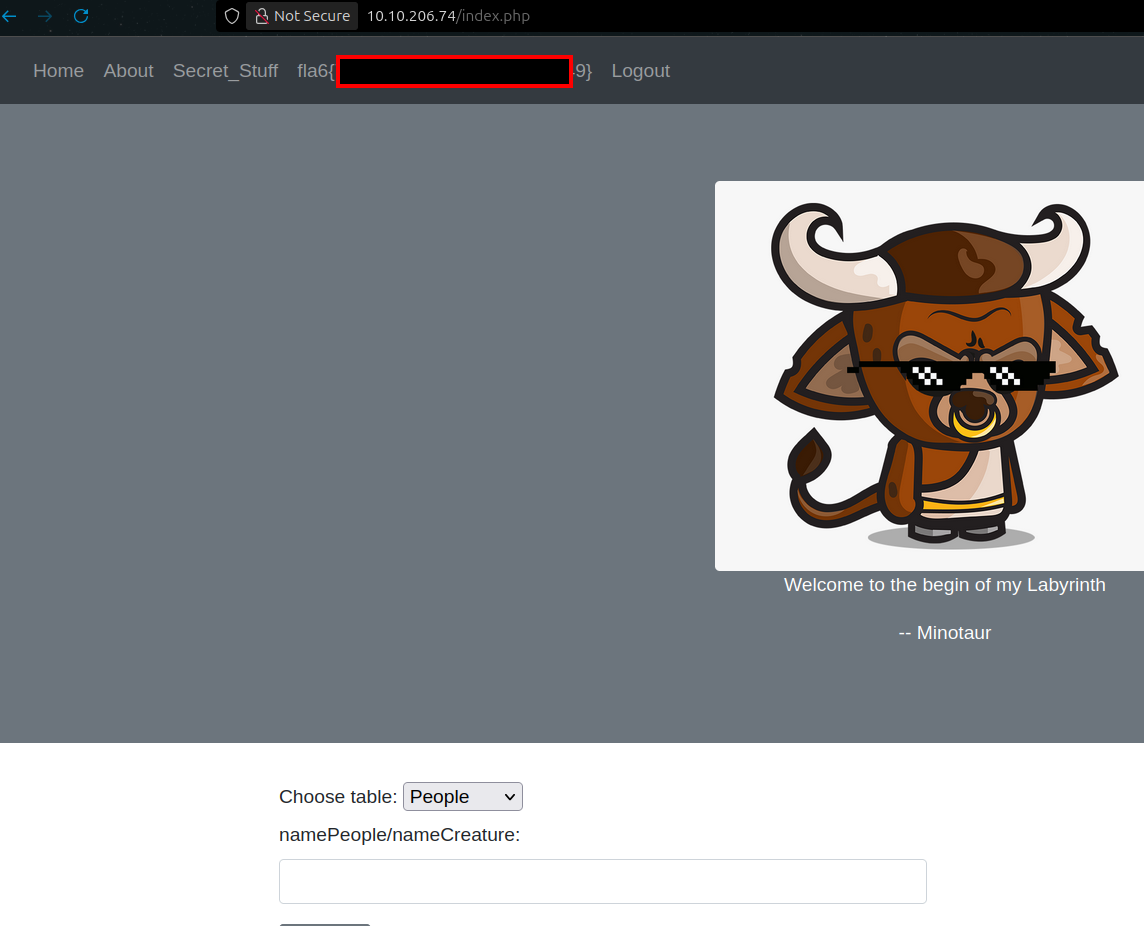 Not Secure 10.10.206.74/index.php
Home About Secret_Stuff fla6{ 9} Logout
Welcome to the begin of my Labyrinth
-- Minotaur
Choose table: People
namePeople/nameCreature: